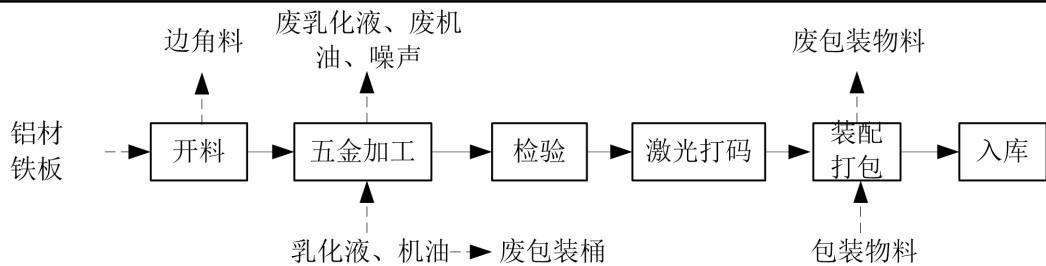 边角料
废乳化液、废机
油、噪声
废包装物料
铝材
铁板
开料
五金加工
检验
激光打码
装配
打包
入库
乳化液、机油
废包装桶
包装物料